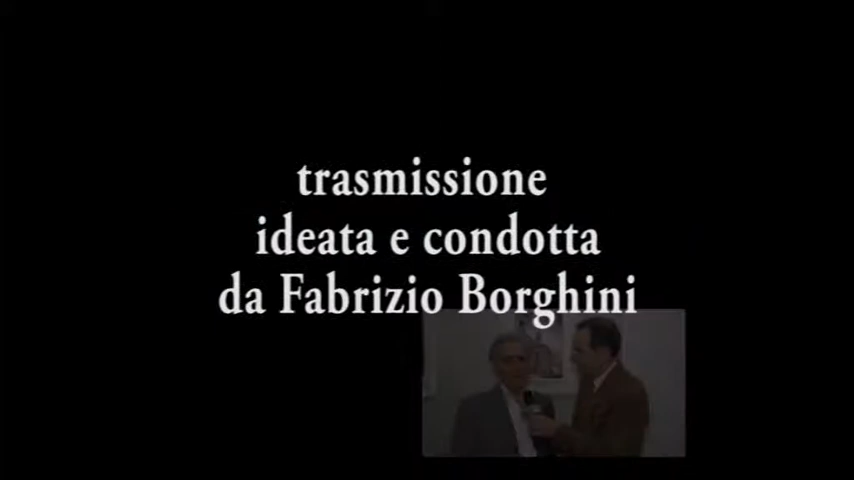 trasmissione
ideata e condotta
da Fabrizio Borghini